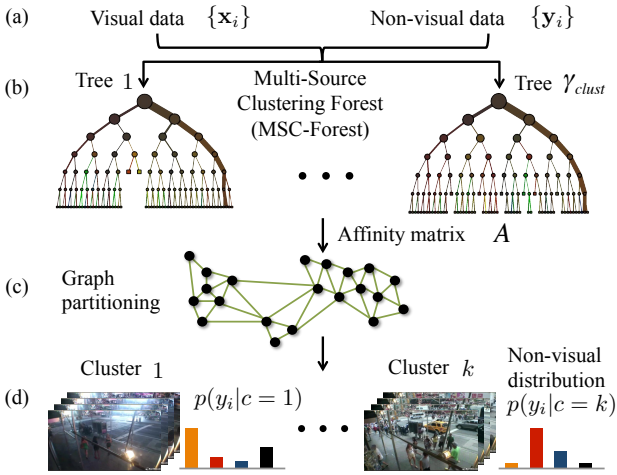 (a) Visual data {x_i} Non-visual data {y_i}
(b) Tree 1 Multi-Source Clustering Forest (MSC-Forest) Tree γ_clust
• • •
Affinity matrix A
(c) Graph partitioning
Cluster 1 Cluster k Non-visual distribution
(d) p(y_i|c = 1) • • • p(y_i|c = k)